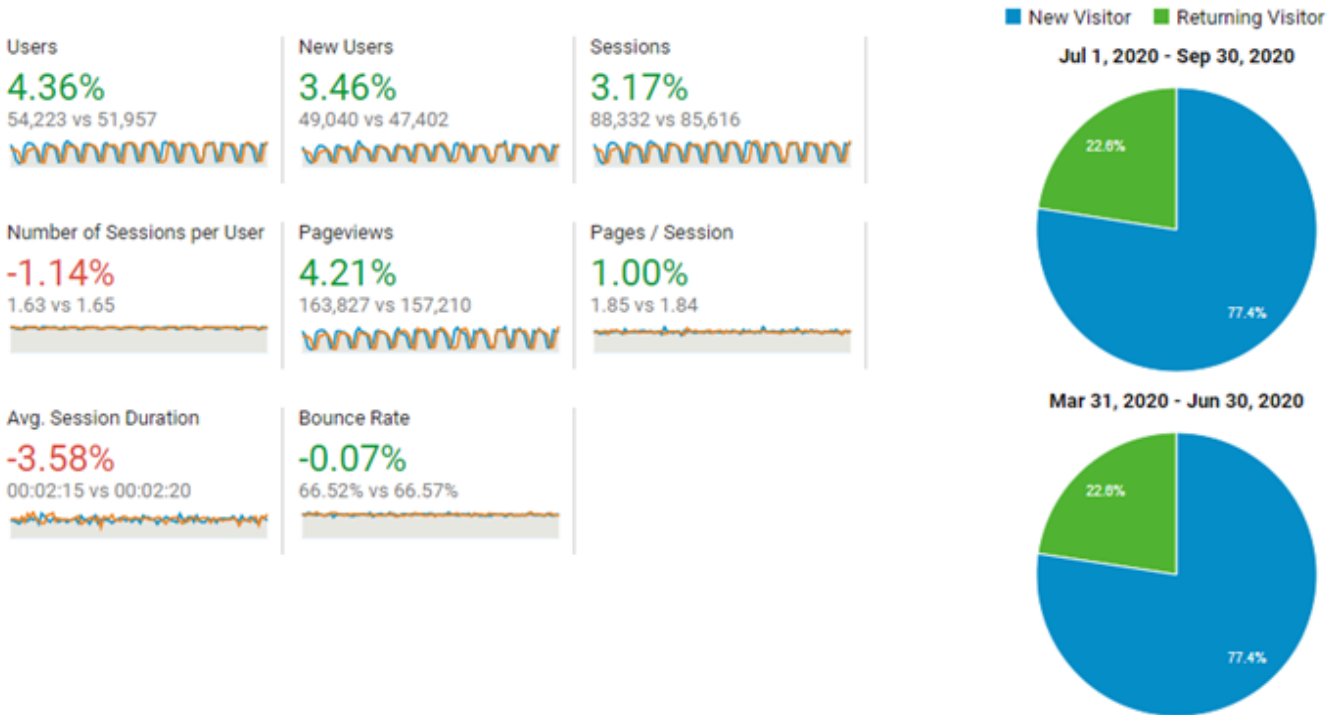 New Visitor Returning Visitor
Users
4.36%
54,223 vs 51,957
New Users
3.46%
49,040 vs 47,402
Sessions
3.17%
88,332 vs 85,616
Number of Sessions per User
-1.14%
1.63 vs 1.65
Pageviews
4.21%
163,827 vs 157,210
Pages / Session
1.00%
1.85 vs 1.84
Avg. Session Duration
-3.58%
00:02:15 vs 00:02:20
Bounce Rate
-0.07%
66.52% vs 66.57%
Jul 1, 2020 - Sep 30, 2020
22.6%
77.4%
Mar 31, 2020 - Jun 30, 2020
22.6%
77.4%